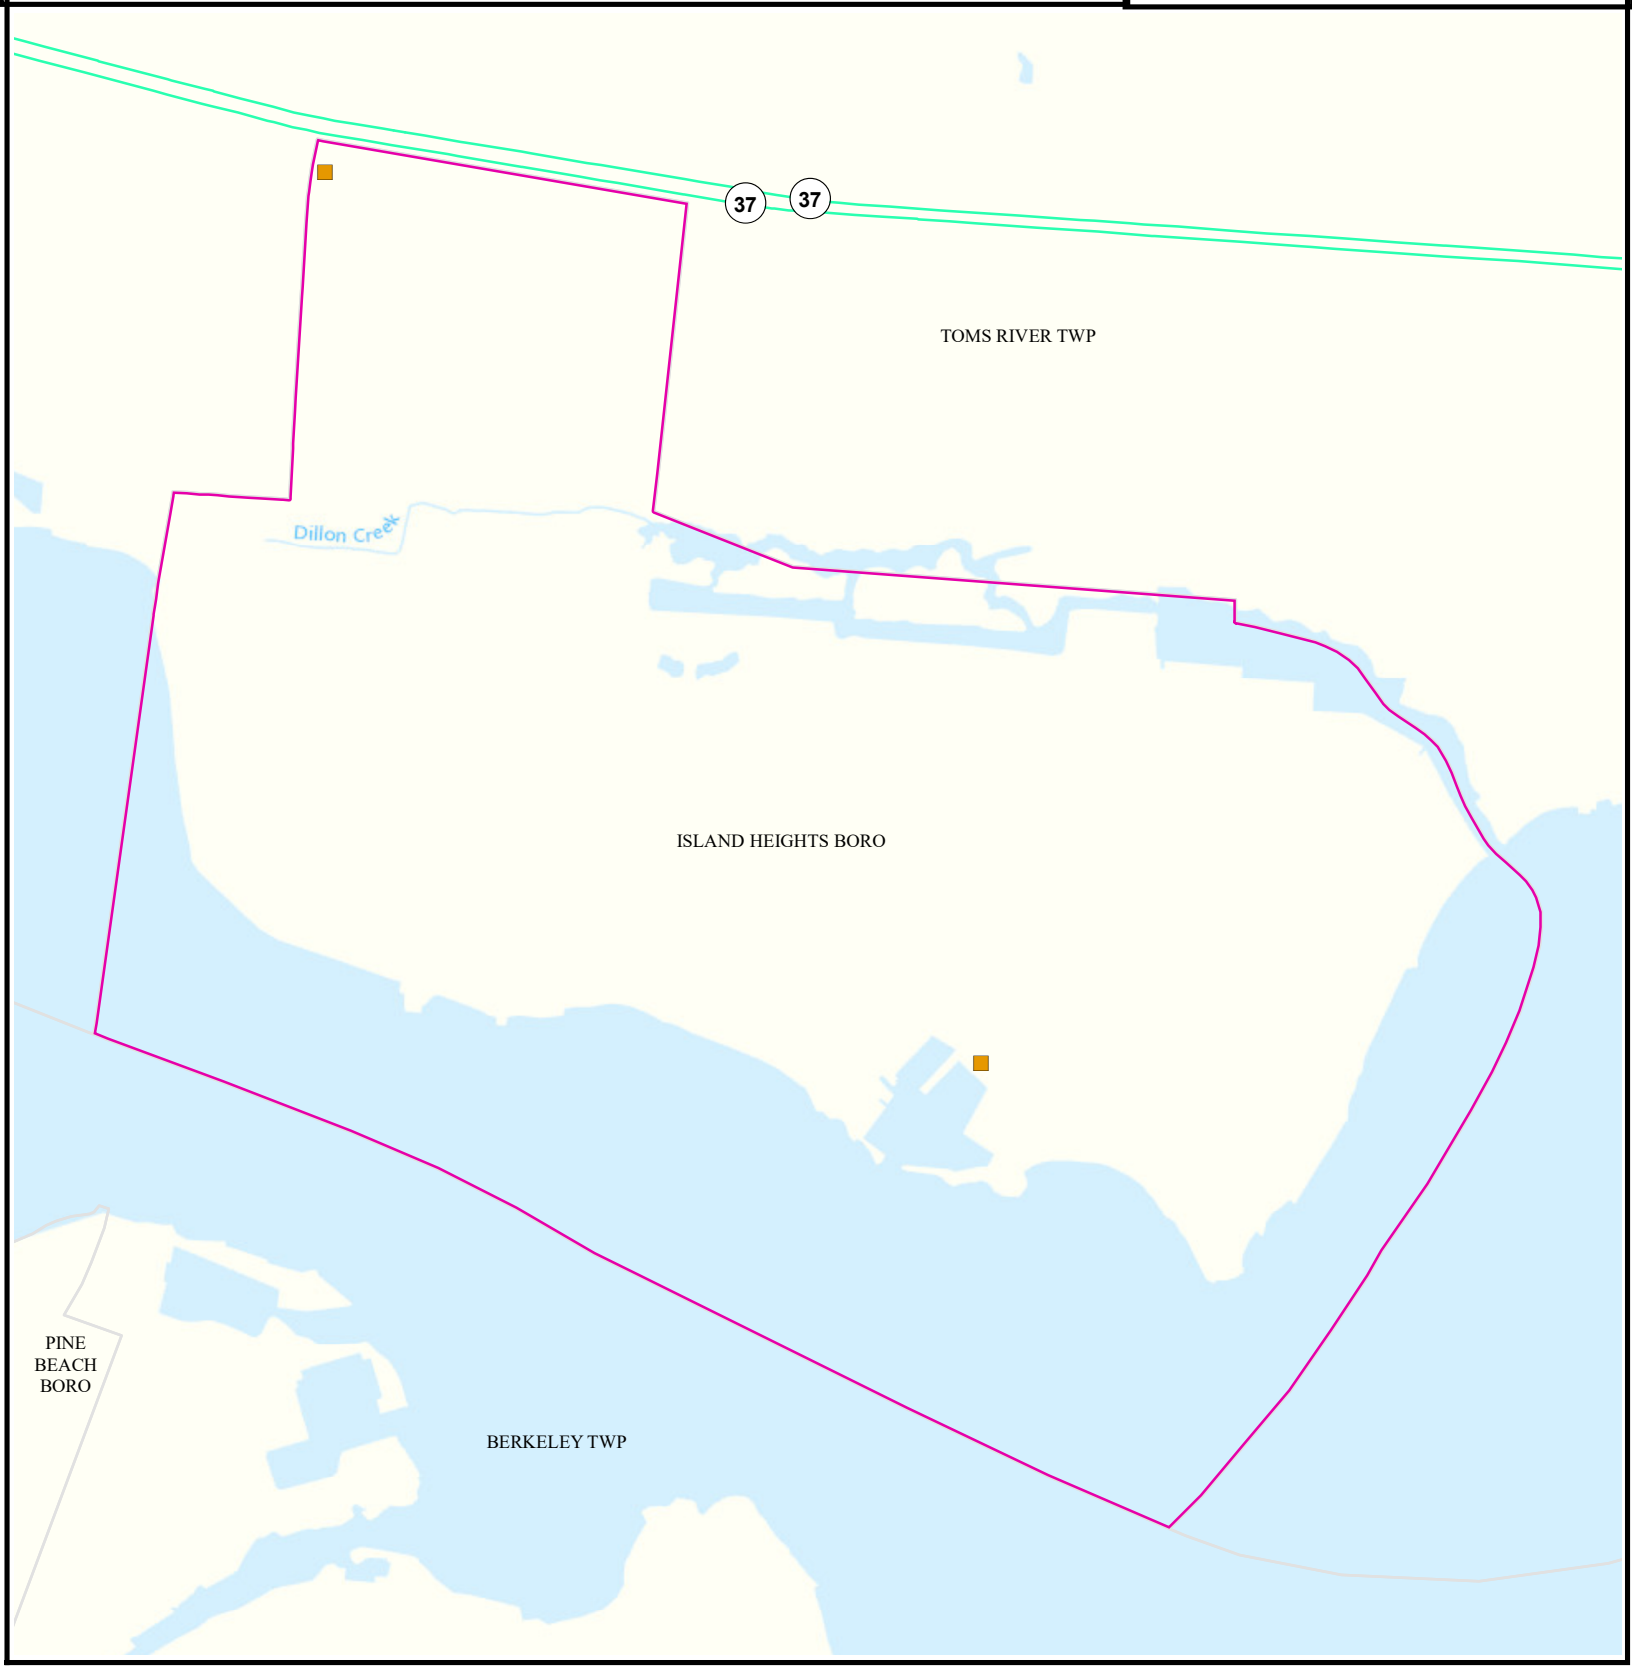 37
37
TOMS RIVER TWP
Dillon Creek
ISLAND HEIGHTS BORO
PINE
BEACH
BORO
BERKELEY TWP